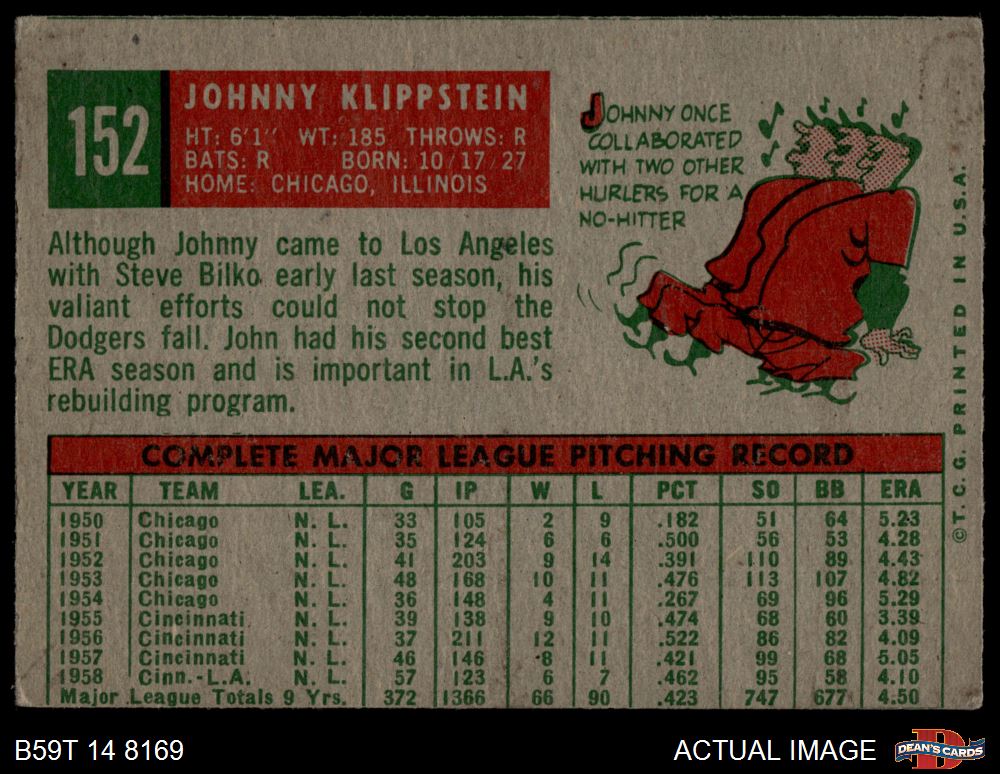 152
JOHNNY KLIPPSTEIN
HT: 6'1" WT: 185 THROWS: R
BATS: R BORN: 10/17/27
HOME: CHICAGO, ILLINOIS
JOHNNY ONCE
COLLABORATED
WITH TWO OTHER
HURLERS FOR A
NO-HITTER
Although Johnny came to Los Angeles
with Steve Bilko early last season, his
valiant efforts could not stop the
Dodgers fall. John had his second best
ERA season and is important in L.A.'s
rebuilding program.
COMPLETE MAJOR LEAGUE PITCHING RECORD
YEAR TEAM LEA. G IP W L PCT SO BB ERA
1950 Chicago N. L. 33 105 2 9 .182 51 64 5.23
1951 Chicago N. L. 35 124 6 6 .500 56 53 4.28
1952 Chicago N. L. 41 203 9 14 .391 110 89 4.43
1953 Chicago N. L. 48 168 10 11 .476 113 107 4.82
1954 Chicago N. L. 36 148 4 11 .267 69 96 5.29
1955 Cincinnati N. L. 39 138 9 10 .474 68 60 3.39
1956 Cincinnati N. L. 37 211 12 11 .522 86 82 4.09
1957 Cincinnati N. L. 46 146 8 11 .421 99 68 5.05
1958 Cinn.-L.A. N. L. 57 123 6 7 .462 95 58 4.10
Major League Totals 9 Yrs. 372 1366 66 90 .423 747 677 4.50
©T. C. G. PRINTED IN U.S.A.
B59T 14 8169
ACTUAL IMAGE
DEAN'S CARDS